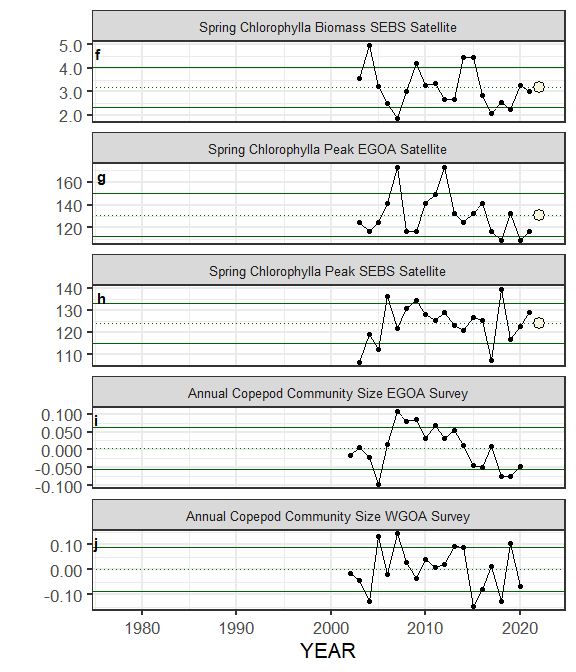 Spring Chlorophylla Biomass SEBS Satellite
f
5.0
4.0
3.0
2.0
Spring Chlorophylla Peak EGOA Satellite
g
160
140
120
Spring Chlorophylla Peak SEBS Satellite
h
140
130
120
110
Annual Copepod Community Size EGOA Survey
i
0.100
0.050
0.000
-0.050
-0.100
Annual Copepod Community Size WGOA Survey
j
0.10
0.00
-0.10
1980 1990 2000 2010 2020
YEAR